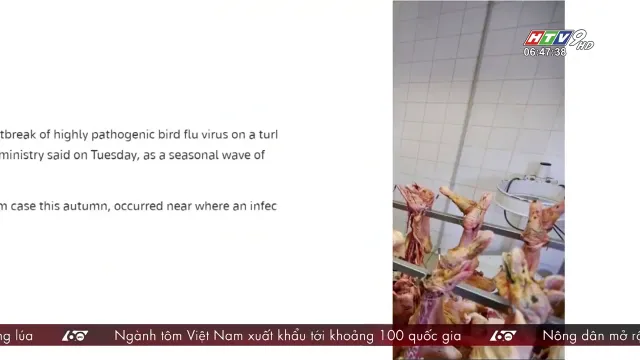 HTV9 HD
06:47:38
tbreak of highly pathogenic bird flu virus on a turl
ministry said on Tuesday, as a seasonal wave of
m case this autumn, occurred near where an infec
ng lúa 60 Ngành tôm Việt Nam xuất khẩu tới khoảng 100 quốc gia 60 Nông dân mở rộ